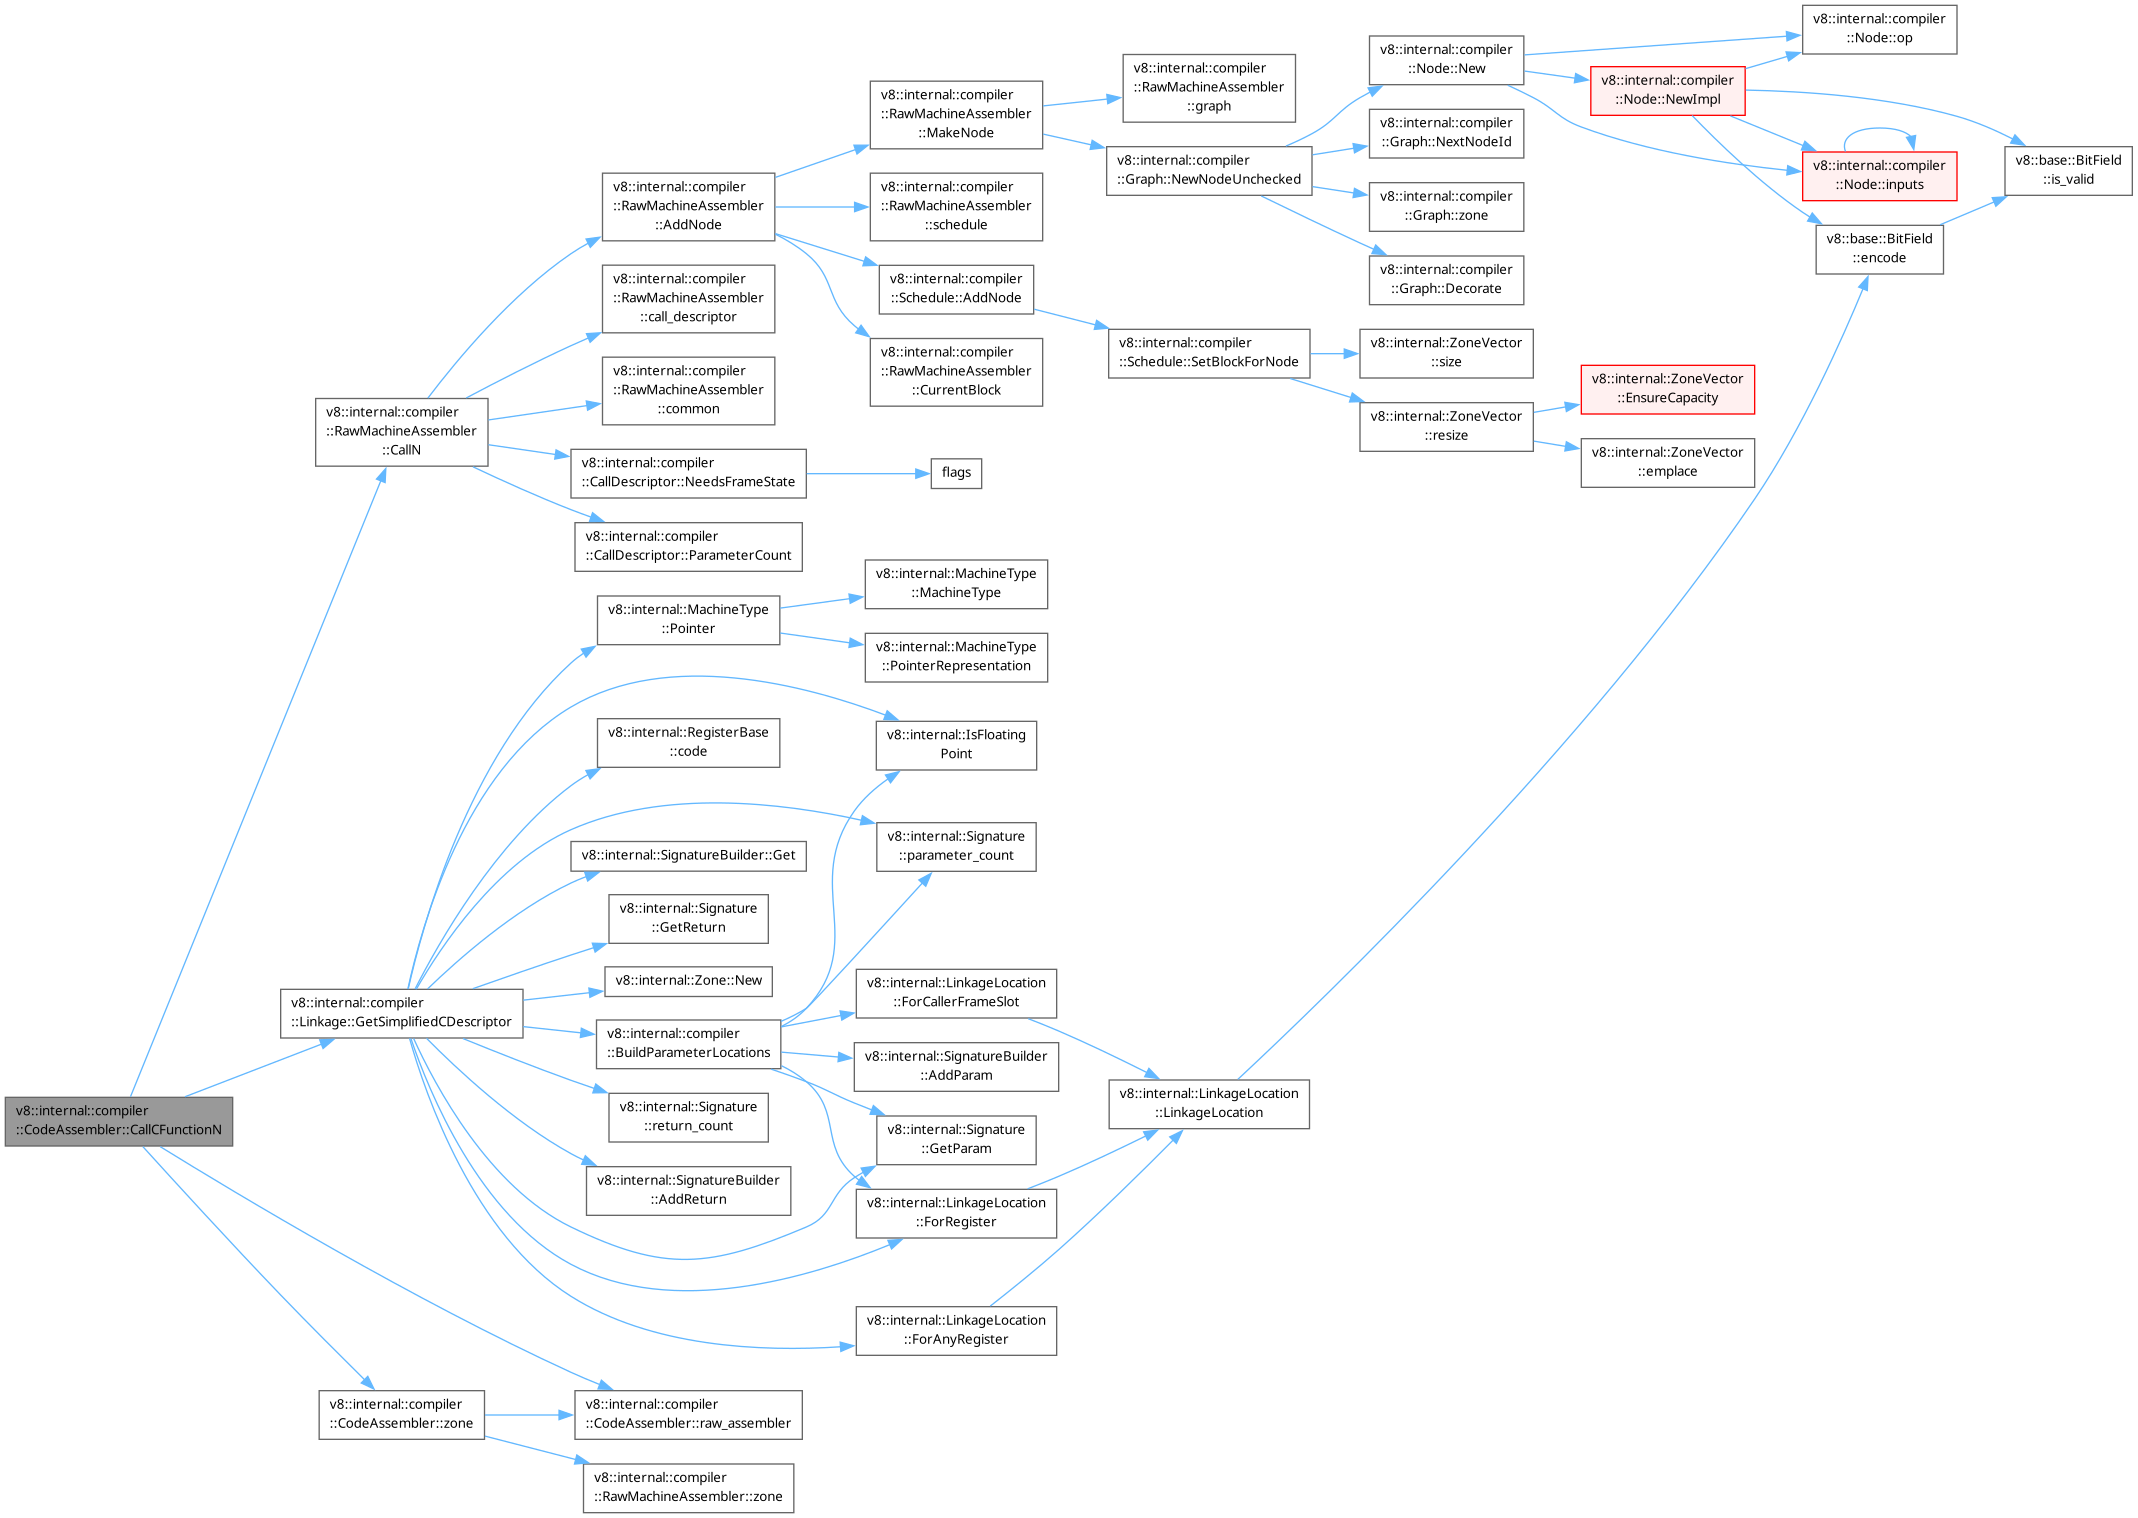 v8::internal::compiler
::CodeAssembler::CallCFunctionN
v8::internal::compiler
::RawMachineAssembler
::CallN
v8::internal::compiler
::RawMachineAssembler
::AddNode
v8::internal::compiler
::RawMachineAssembler
::MakeNode
v8::internal::compiler
::RawMachineAssembler
::graph
v8::internal::compiler
::Graph::NewNodeUnchecked
v8::internal::compiler
::Node::New
v8::internal::compiler
::Node::op
v8::internal::compiler
::Node::NewImpl
v8::internal::compiler
::Node::inputs
v8::base::BitField
::is_valid
v8::base::BitField
::encode
v8::internal::compiler
::Graph::NextNodeId
v8::internal::compiler
::Graph::zone
v8::internal::compiler
::Graph::Decorate
v8::internal::compiler
::RawMachineAssembler
::schedule
v8::internal::compiler
::Schedule::AddNode
v8::internal::compiler
::Schedule::SetBlockForNode
v8::internal::ZoneVector
::size
v8::internal::ZoneVector
::resize
v8::internal::ZoneVector
::EnsureCapacity
v8::internal::ZoneVector
::emplace
v8::internal::compiler
::RawMachineAssembler
::CurrentBlock
v8::internal::compiler
::RawMachineAssembler
::call_descriptor
v8::internal::compiler
::RawMachineAssembler
::common
v8::internal::compiler
::CallDescriptor::NeedsFrameState
flags
v8::internal::compiler
::CallDescriptor::ParameterCount
v8::internal::compiler
::Linkage::GetSimplifiedCDescriptor
v8::internal::MachineType
::Pointer
v8::internal::MachineType
::MachineType
v8::internal::MachineType
::PointerRepresentation
v8::internal::IsFloating
Point
v8::internal::RegisterBase
::code
v8::internal::Signature
::parameter_count
v8::internal::SignatureBuilder::Get
v8::internal::Signature
::GetReturn
v8::internal::Zone::New
v8::internal::compiler
::BuildParameterLocations
v8::internal::LinkageLocation
::ForCallerFrameSlot
v8::internal::SignatureBuilder
::AddParam
v8::internal::Signature
::GetParam
v8::internal::LinkageLocation
::ForRegister
v8::internal::LinkageLocation
::LinkageLocation
v8::internal::Signature
::return_count
v8::internal::SignatureBuilder
::AddReturn
v8::internal::LinkageLocation
::ForAnyRegister
v8::internal::compiler
::CodeAssembler::zone
v8::internal::compiler
::CodeAssembler::raw_assembler
v8::internal::compiler
::RawMachineAssembler::zone